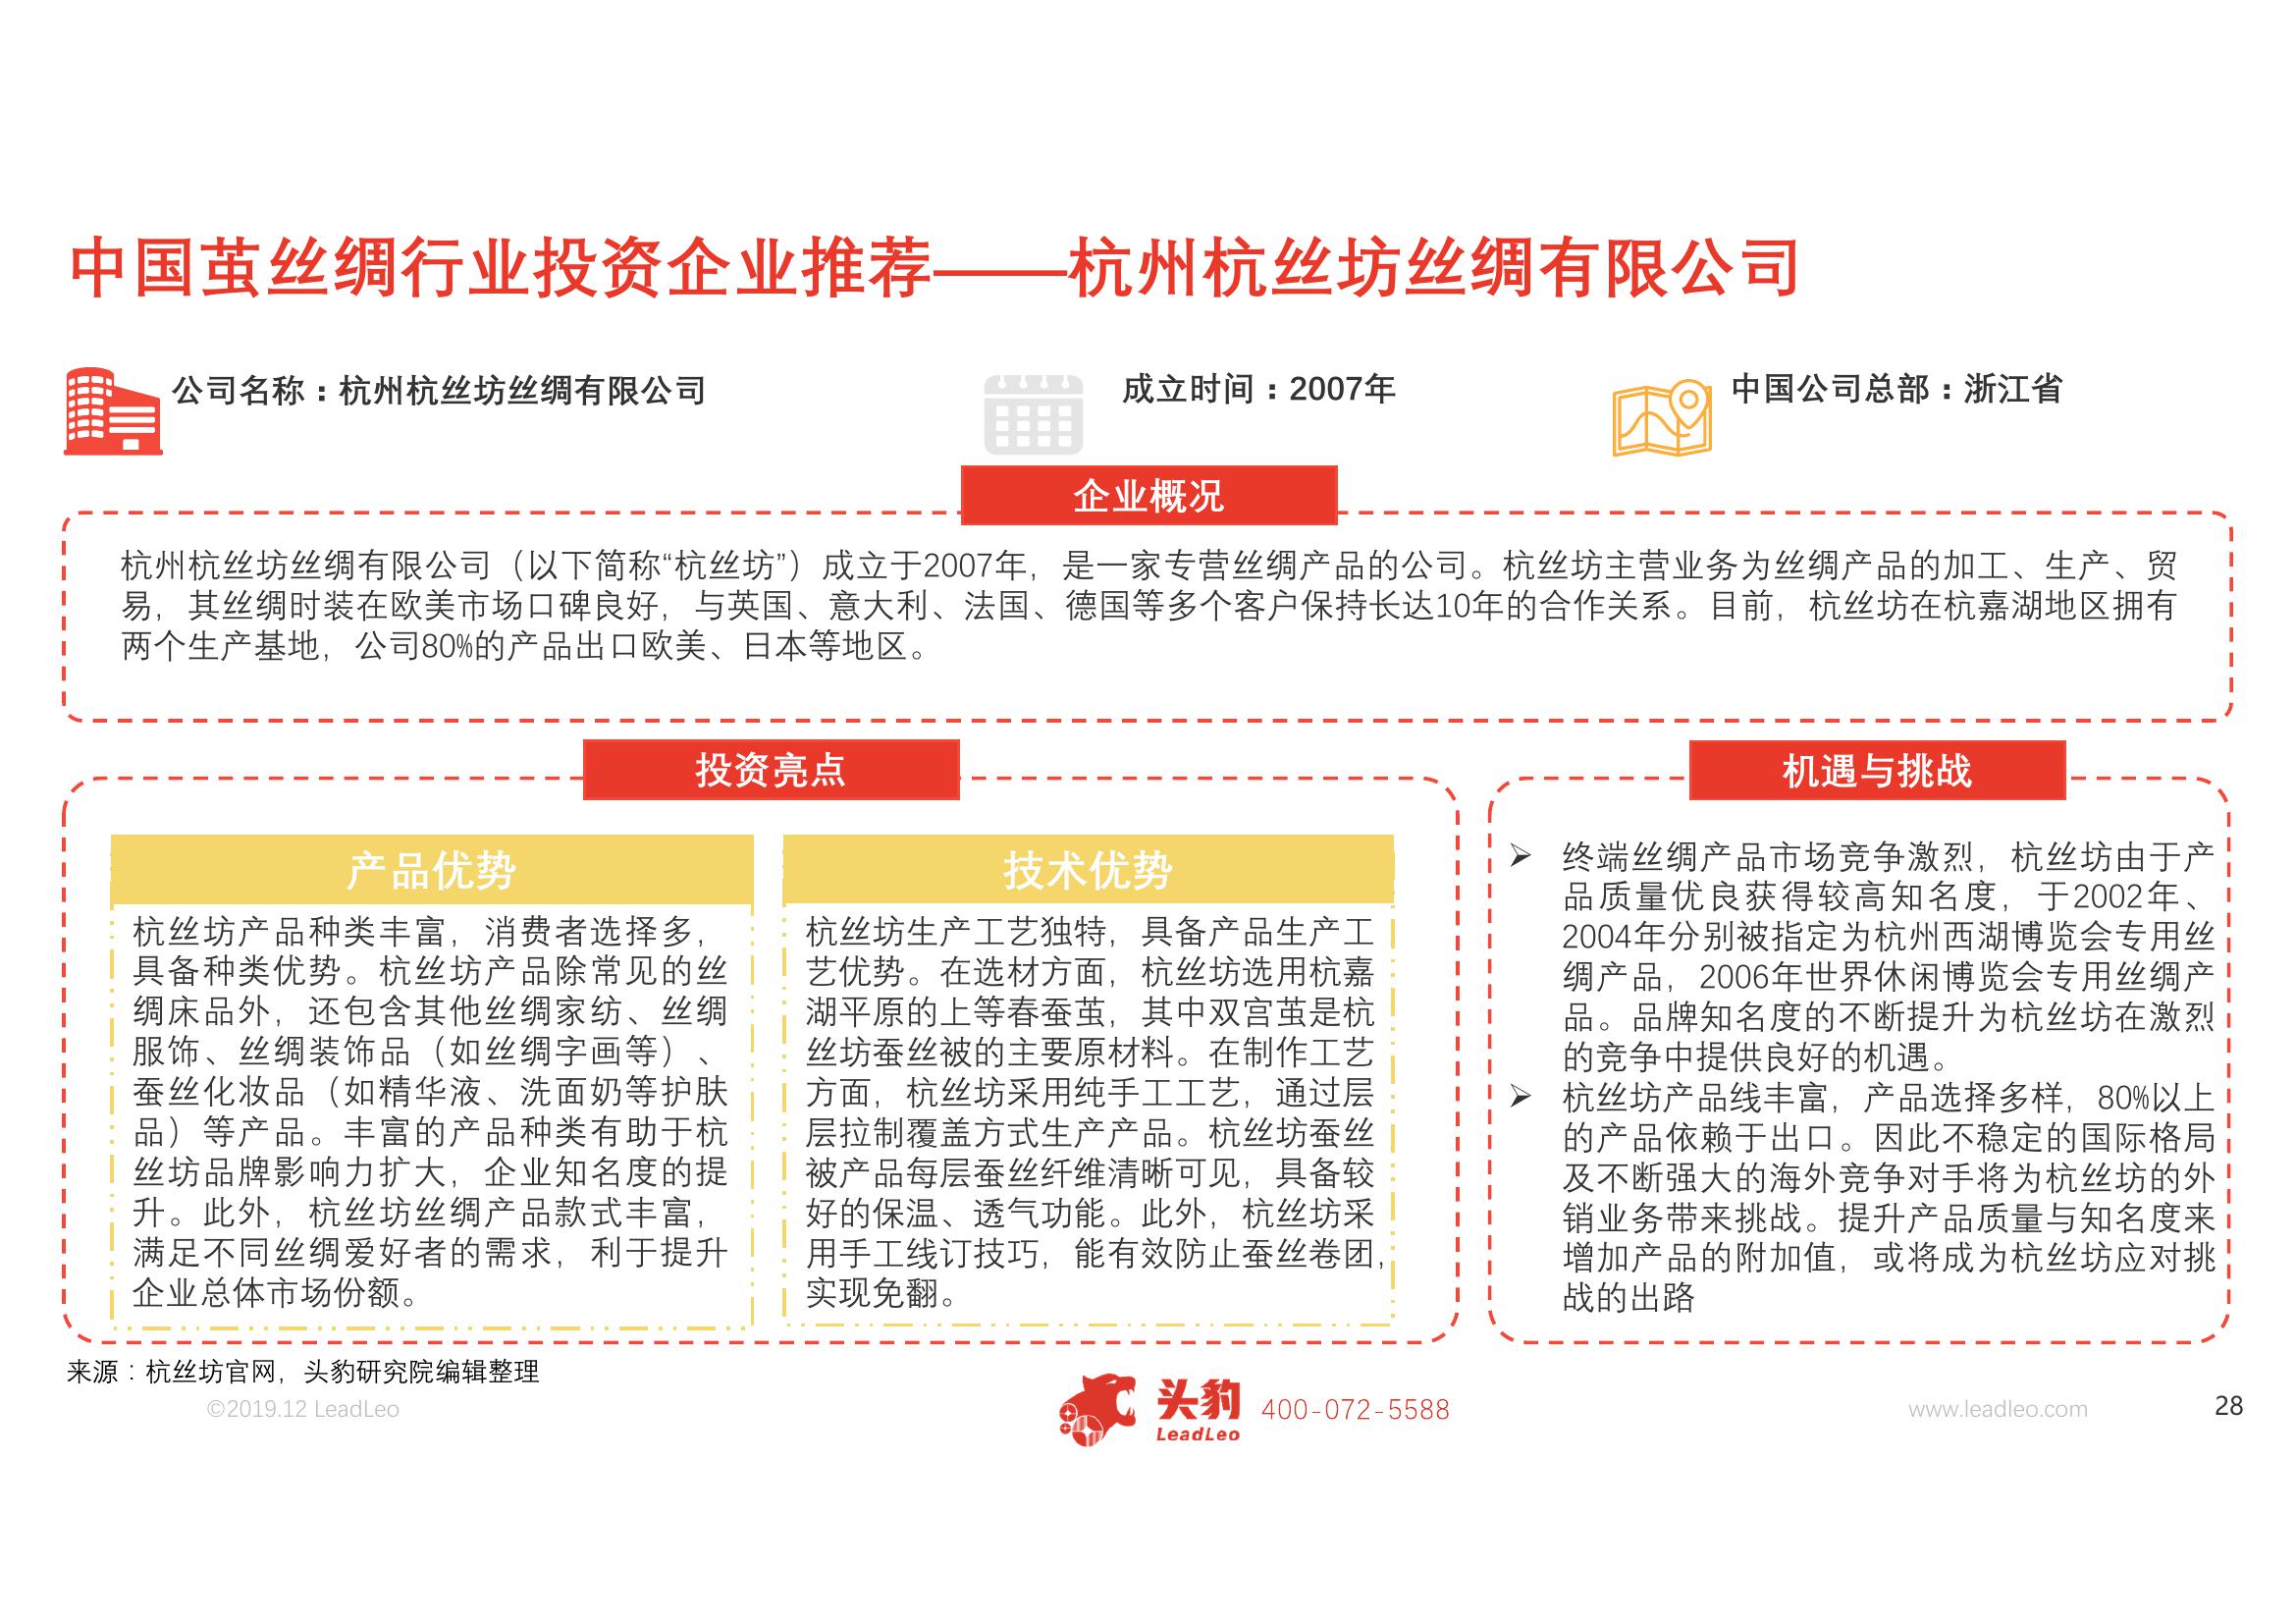 中国茧丝绸行业投资企业推荐——杭州杭丝坊丝绸有限公司
公司名称：杭州杭丝坊丝绸有限公司
成立时间：2007年
中国公司总部：浙江省
企业概况
杭州杭丝坊丝绸有限公司（以下简称“杭丝坊”）成立于2007年，是一家专营丝绸产品的公司。杭丝坊主营业务为丝绸产品的加工、生产、贸
易，其丝绸时装在欧美市场口碑良好，与英国、意大利、法国、德国等多个客户保持长达10年的合作关系。目前，杭丝坊在杭嘉湖地区拥有
两个生产基地，公司80%的产品出口欧美、日本等地区。
投资亮点
产品优势
杭丝坊产品种类丰富，消费者选择多，
具备种类优势。杭丝坊产品除常见的丝
绸床品外，还包含其他丝绸家纺、丝绸
服饰、丝绸装饰品（如丝绸字画等）、
蚕丝化妆品（如精华液、洗面奶等护肤
品）等产品。丰富的产品种类有助于杭
丝坊品牌影响力扩大，企业知名度的提
升。此外，杭丝坊丝绸产品款式丰富，
满足不同丝绸爱好者的需求，利于提升
企业总体市场份额。
技术优势
杭丝坊生产工艺独特，具备产品生产工
艺优势。在选材方面，杭丝坊选用杭嘉
湖平原的上等春蚕茧，其中双宫茧是杭
丝坊蚕丝被的主要原材料。在制作工艺
方面，杭丝坊采用纯手工工艺，通过层
层拉制覆盖方式生产产品。杭丝坊蚕丝
被产品每层蚕丝纤维清晰可见，具备较
好的保温、透气功能。此外，杭丝坊采
用手工线订技巧，能有效防止蚕丝卷团，
实现免翻。
机遇与挑战
➢ 终端丝绸产品市场竞争激烈，杭丝坊由于产
品质量优良获得较高知名度，于2002年、
2004年分别被指定为杭州西湖博览会专用丝
绸产品，2006年世界休闲博览会专用丝绸产
品。品牌知名度的不断提升为杭丝坊在激烈
的竞争中提供良好的机遇。
➢ 杭丝坊产品线丰富，产品选择多样，80%以上
的产品依赖于出口。因此不稳定的国际格局
及不断强大的海外竞争对手将为杭丝坊的外
销业务带来挑战。提升产品质量与知名度来
增加产品的附加值，或将成为杭丝坊应对挑
战的出路
来源：杭丝坊官网，头豹研究院编辑整理
©2019.12 LeadLeo
头豹
LeadLeo
400-072-5588
www.leadleo.com
28